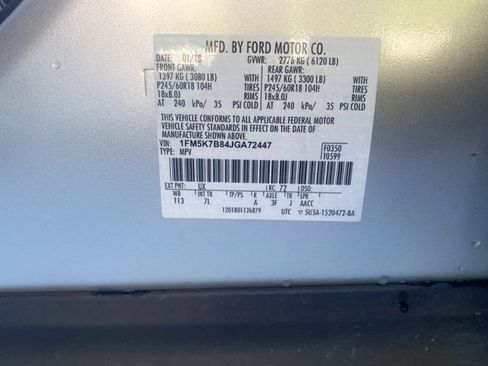 MFD. BY FORD MOTOR CO.
DATE: 01/18 GVWR: 2776 KG ( 6120 LB)
FRONT GAWR: REAR GAWR:
1397 KG ( 3080 LB) 1497 KG ( 3300 LB)
P245/60R18 104H TIRES P245/60R18 104H TIRES
18x8.0J RIMS 18x8.0J RIMS
AT 240 kPa/ 35 PSI COLD AT 240 kPa/ 35 PSI COLD
THIS VEHICLE CONFORMS TO ALL APPLICABLE FEDERAL MOTOR
VEHICLE SAFETY STANDARDS IN EFFECT ON THE DATE OF
MANUFACTURE SHOWN ABOVE.
VIN: 1FM5K7B84JGA72447 F0350
TYPE: MPV T0599
EXT PNT: UX RC: 72 DSO:
WB INT TR TP/PS R AXLE TR SPR
113 7L A 3F J AACC
1201801126879 UTC ▽ 5U5A-1520472-BA